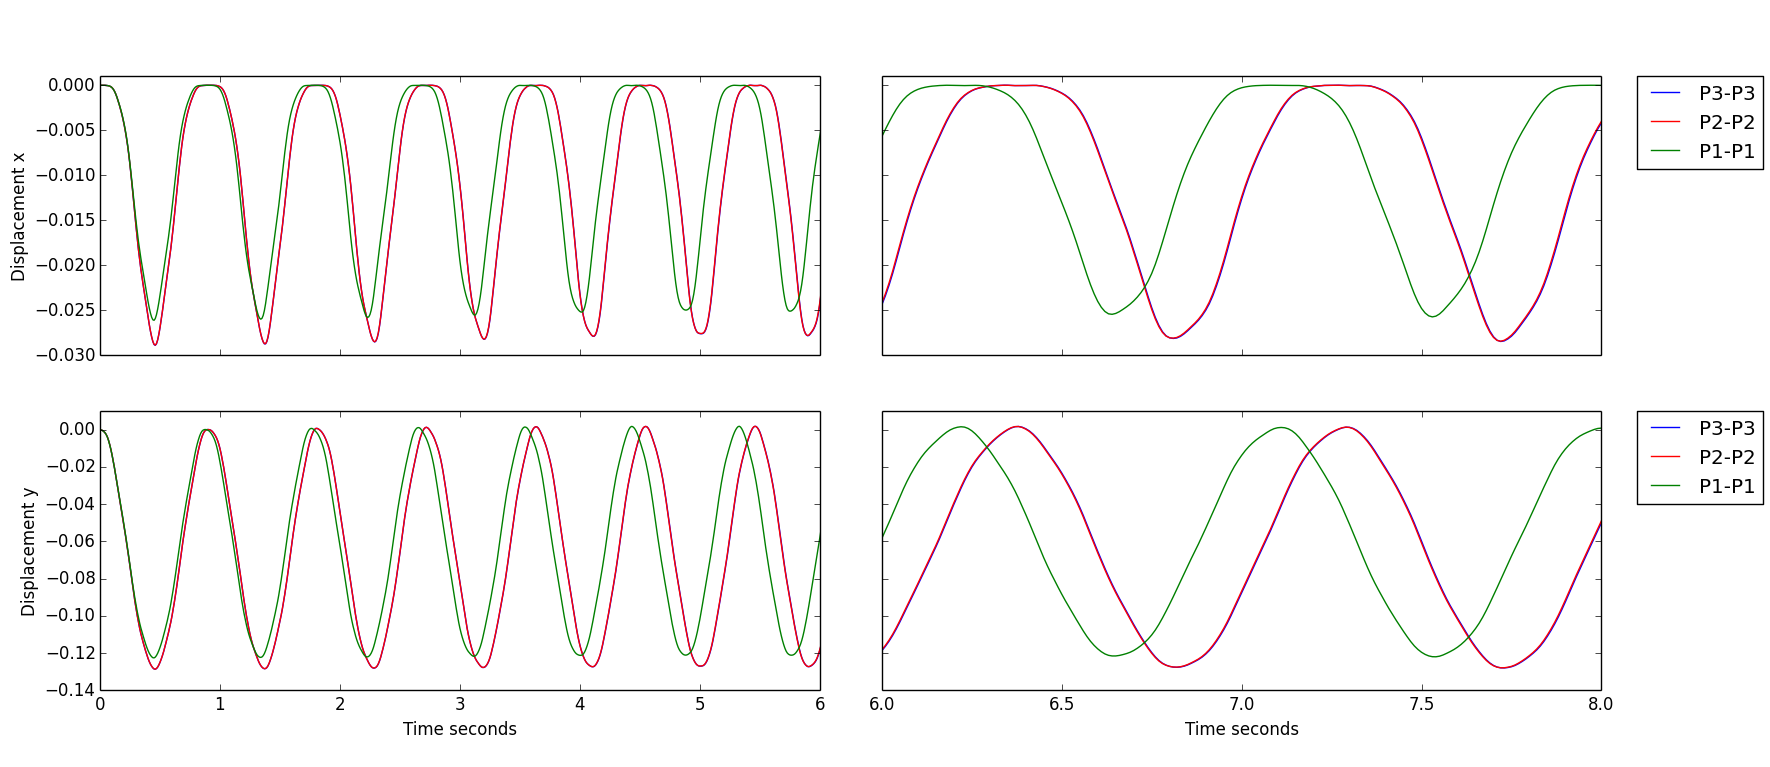 0.000
−0.005
−0.010
−0.015
−0.020
−0.025
−0.030
Displacement x
P3-P3
P2-P2
P1-P1
0.00
−0.02
−0.04
−0.06
−0.08
−0.10
−0.12
−0.14
Displacement y
0 1 2 3 4 5 6
Time seconds
6.0 6.5 7.0 7.5 8.0
Time seconds
P3-P3
P2-P2
P1-P1